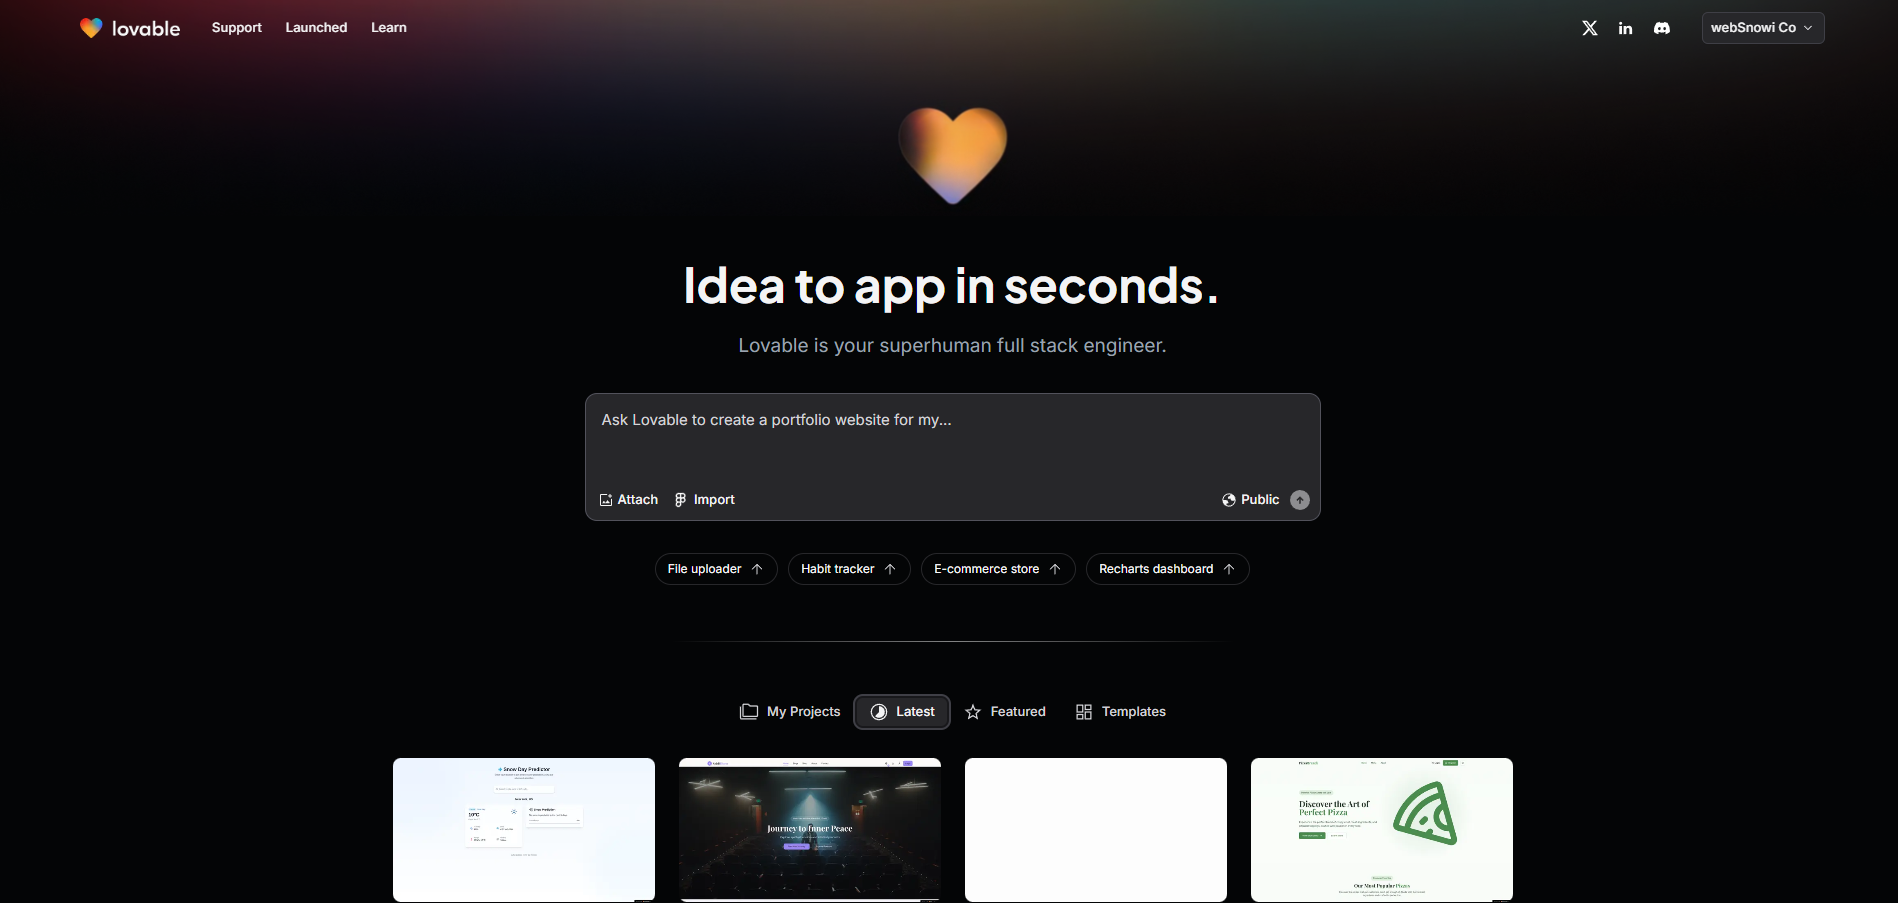 lovable
Support
Launched
Learn
webSnowi Co
Idea to app in seconds.
Lovable is your superhuman full stack engineer.
Ask Lovable to create a portfolio website for my...
Attach
Import
Public
File uploader
Habit tracker
E-commerce store
Recharts dashboard
My Projects
Latest
Featured
Templates
Snow Day Predictor
10°C
Journey to Inner Peace
Discover the Art of
Perfect Pizza
Our Most Popular Pizzas